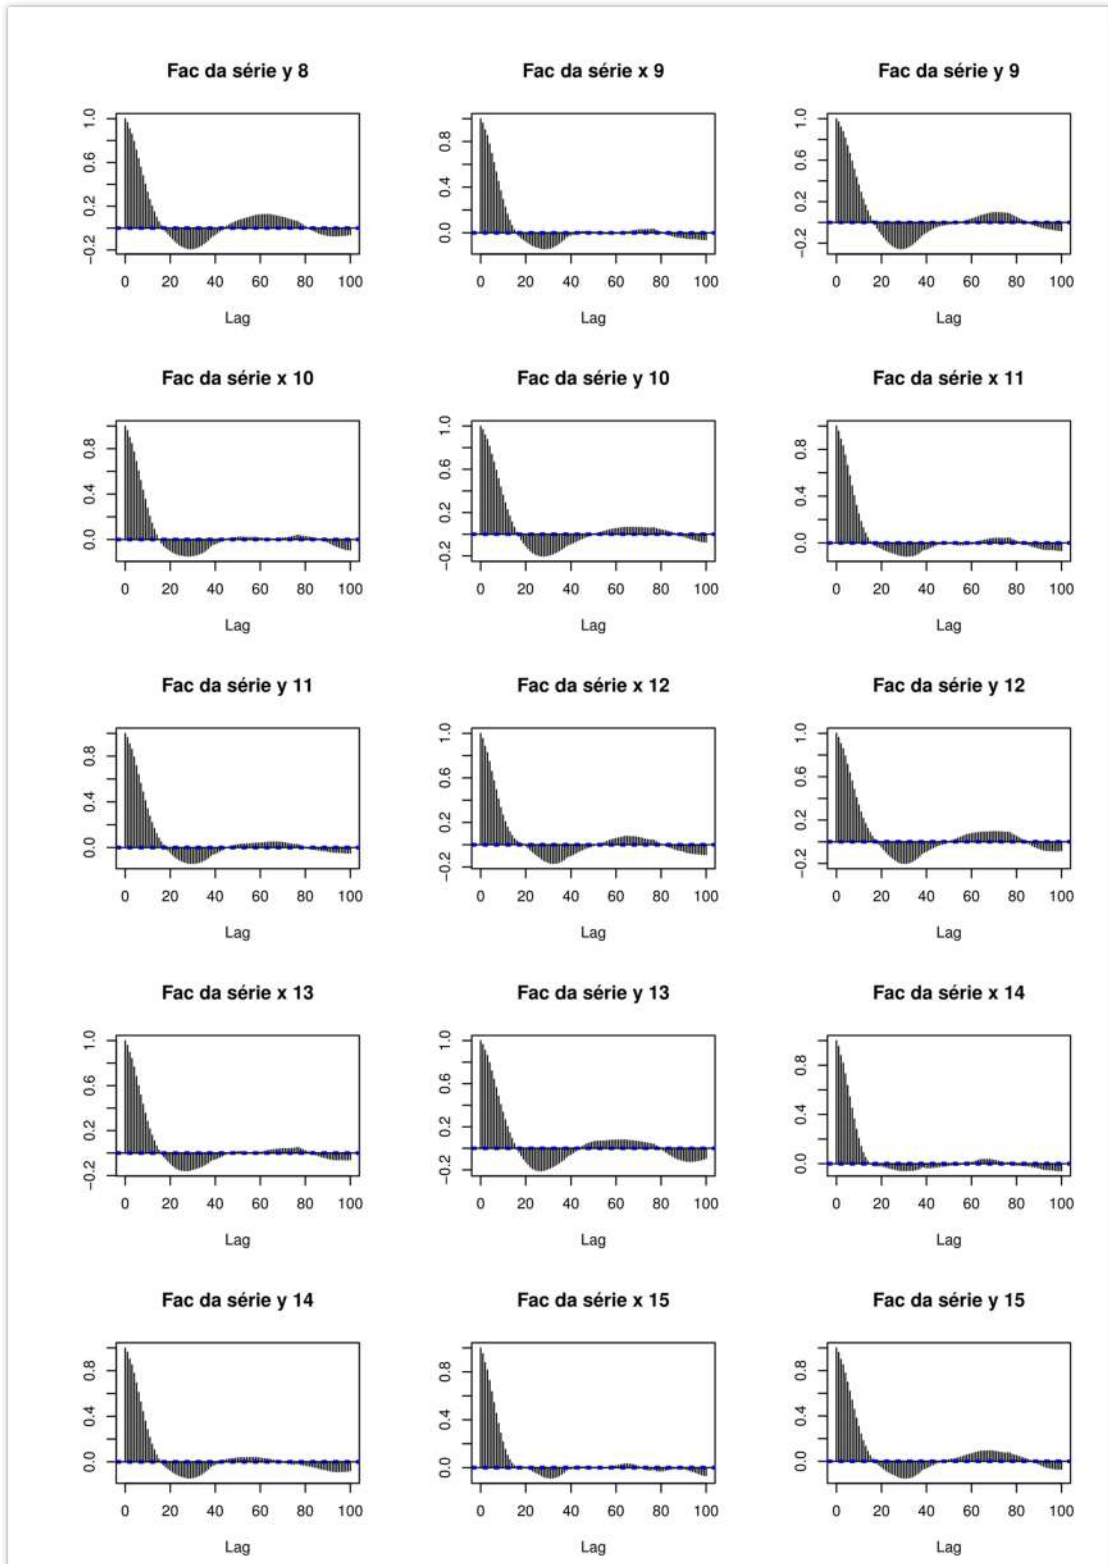 Fac da série y 8
1.0
0.6
0.2
−0.2
0 20 40 60 80 100
Lag
Fac da série x 9
0.8
0.4
0.0
0 20 40 60 80 100
Lag
Fac da série y 9
1.0
0.6
0.2
−0.2
0 20 40 60 80 100
Lag
Fac da série x 10
0.8
0.4
0.0
0 20 40 60 80 100
Lag
Fac da série y 10
1.0
0.6
0.2
−0.2
0 20 40 60 80 100
Lag
Fac da série x 11
0.8
0.4
0.0
0 20 40 60 80 100
Lag
Fac da série y 11
0.8
0.4
0.0
0 20 40 60 80 100
Lag
Fac da série x 12
1.0
0.6
0.2
−0.2
0 20 40 60 80 100
Lag
Fac da série y 12
1.0
0.6
0.2
−0.2
0 20 40 60 80 100
Lag
Fac da série x 13
1.0
0.6
0.2
−0.2
0 20 40 60 80 100
Lag
Fac da série y 13
1.0
0.6
0.2
−0.2
0 20 40 60 80 100
Lag
Fac da série x 14
0.8
0.4
0.0
0 20 40 60 80 100
Lag
Fac da série y 14
0.8
0.4
0.0
0 20 40 60 80 100
Lag
Fac da série x 15
0.8
0.4
0.0
0 20 40 60 80 100
Lag
Fac da série y 15
0.8
0.4
0.0
0 20 40 60 80 100
Lag